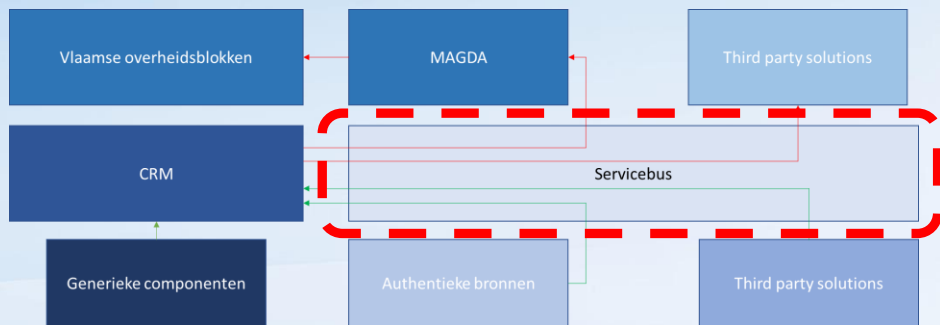 Vlaamse overheidsblokken
MAGDA
Third party solutions
CRM
Servicebus
Generieke componenten
Authentieke bronnen
Third party solutions